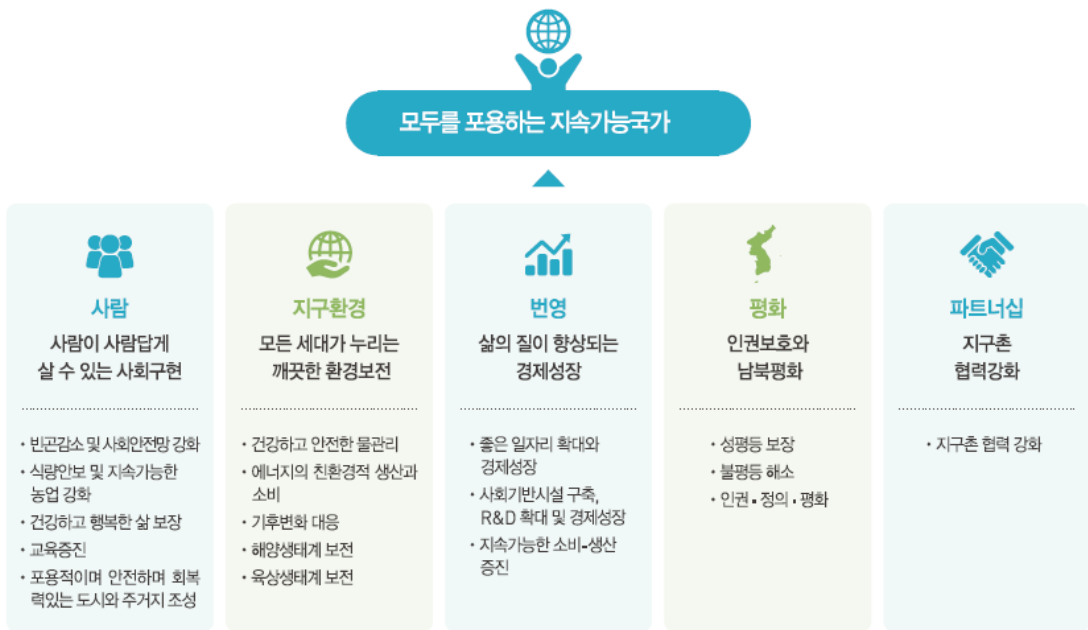 모두를 포용하는 지속가능국가
사람
사람이 사람답게
살 수 있는 사회구현
• 빈곤감소 및 사회안전망 강화
• 식량안보 및 지속가능한
농업 강화
• 건강하고 행복한 삶 보장
• 교육증진
• 포용적이며 안전하며 회복
력있는 도시와 주거지 조성
지구환경
모든 세대가 누리는
깨끗한 환경보전
• 건강하고 안전한 물관리
• 에너지의 친환경적 생산과
소비
• 기후변화 대응
• 해양생태계 보전
• 육상생태계 보전
번영
삶의 질이 향상되는
경제성장
• 좋은 일자리 확대와
경제성장
• 사회기반시설 구축,
R&D 확대 및 경제성장
• 지속가능한 소비-생산
증진
평화
인권보호와
남북평화
• 성평등 보장
• 불평등 해소
• 인권·정의·평화
파트너십
지구촌
협력강화
• 지구촌 협력 강화